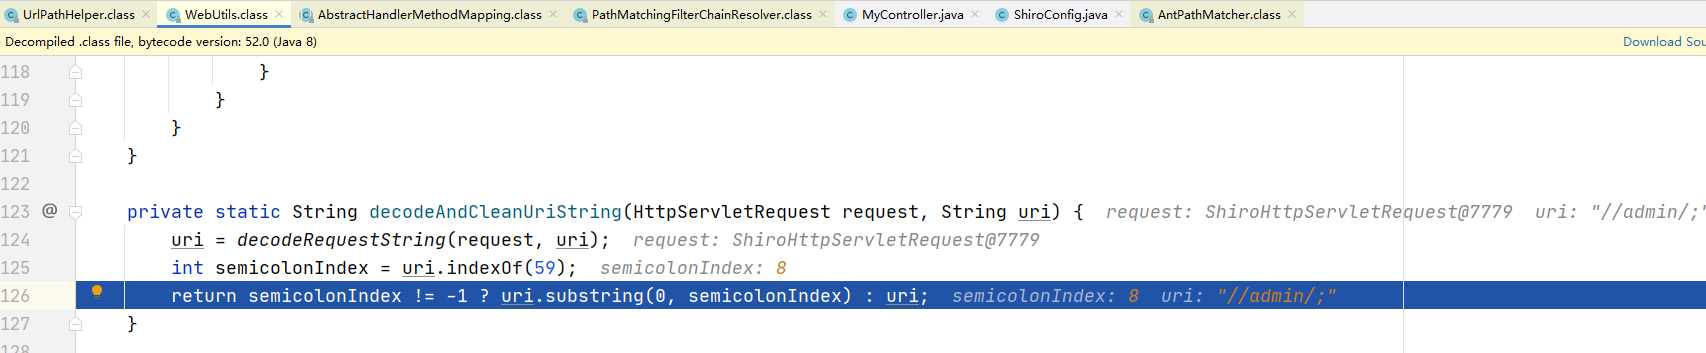 UrlPathHelper.class × WebUtils.class × AbstractHandlerMethodMapping.class × PathMatchingFilterChainResolver.class × MyController.java × ShiroConfig.java × AntPathMatcher.class ×
Decompiled .class file, bytecode version: 52.0 (Java 8) Download Sou
118 }
119 }
120 }
121 }
122
123 @ private static String decodeAndCleanUriString(HttpServletRequest request, String uri) { request: ShiroHttpServletRequest@7779 uri: "//admin/;"
124 uri = decodeRequestString(request, uri); request: ShiroHttpServletRequest@7779
125 int semicolonIndex = uri.indexOf(59); semicolonIndex: 8
126 return semicolonIndex != -1 ? uri.substring(0, semicolonIndex) : uri; semicolonIndex: 8 uri: "//admin/;"
127 }
128